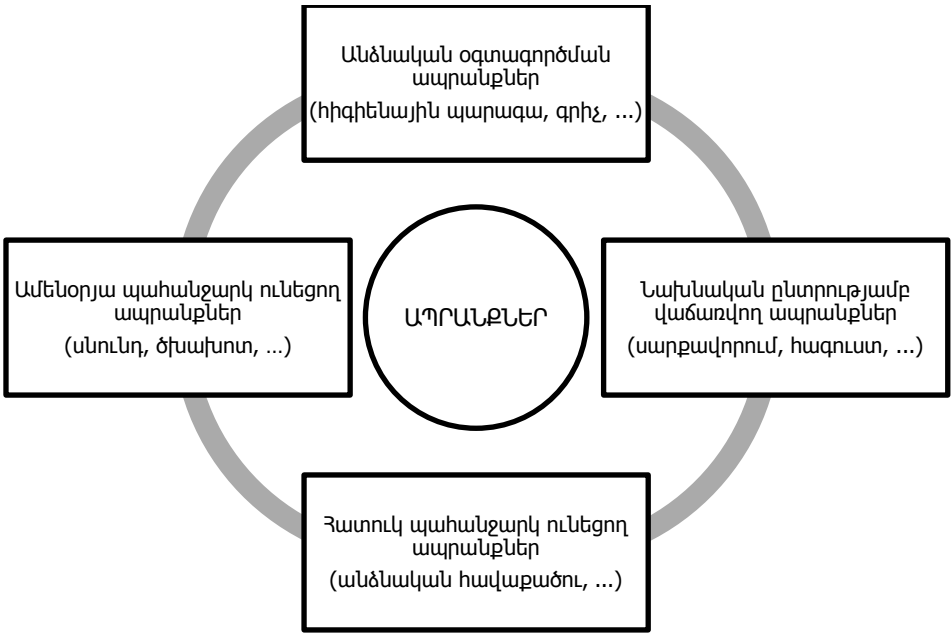 Անձնական օգտագործման
ապրանքներ
(հիգիենային պարագա, գրիչ, ...)
Ամենօրյա պահանջարկ ունեցող
ապրանքներ
(սնունդ, ծխախոտ, ...)
ԱՊՐԱՆՔՆԵՐ
Նախնական ընտրությամբ
վաճառվող ապրանքներ
(սարքավորում, հագուստ, ...)
Հատուկ պահանջարկ ունեցող
ապրանքներ
(անձնական հավաքածու, ...)